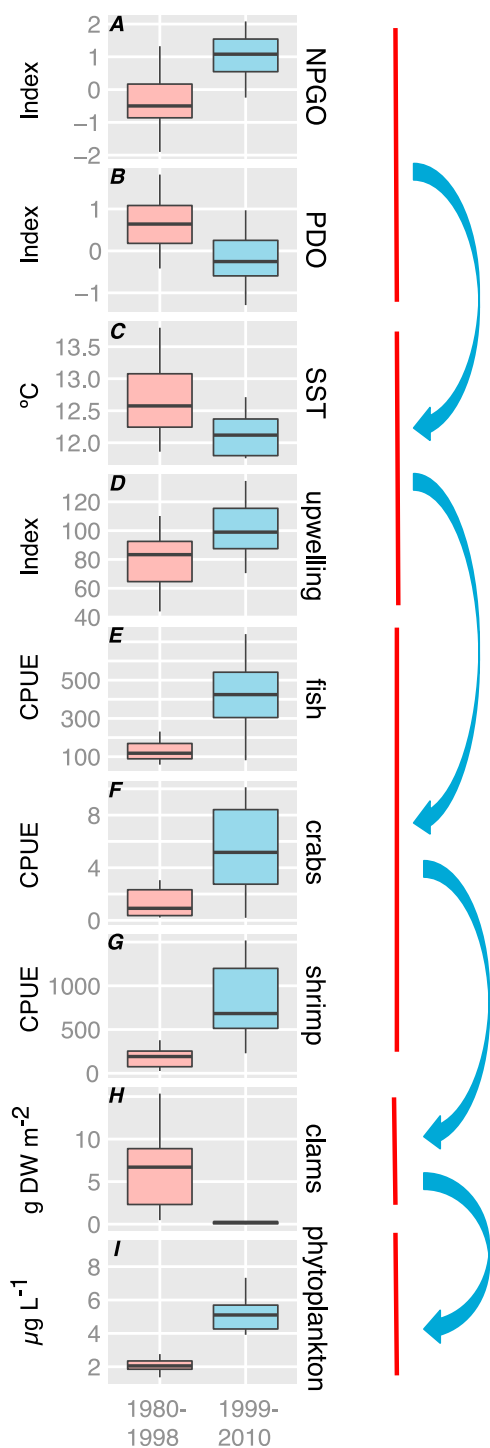 A
Index
2
1
0
−1
−2
NPGO
B
Index
1
0
−1
PDO
C
ºC
13.5
13.0
12.5
12.0
SST
D
Index
120
100
80
60
40
upwelling
E
CPUE
500
300
100
fish
F
CPUE
8
4
0
crabs
G
CPUE
1000
500
0
shrimp
H
g DW m⁻²
10
5
0
clams
I
µg L⁻¹
8
6
4
2
phytoplankton
1980-
1998
1999-
2010